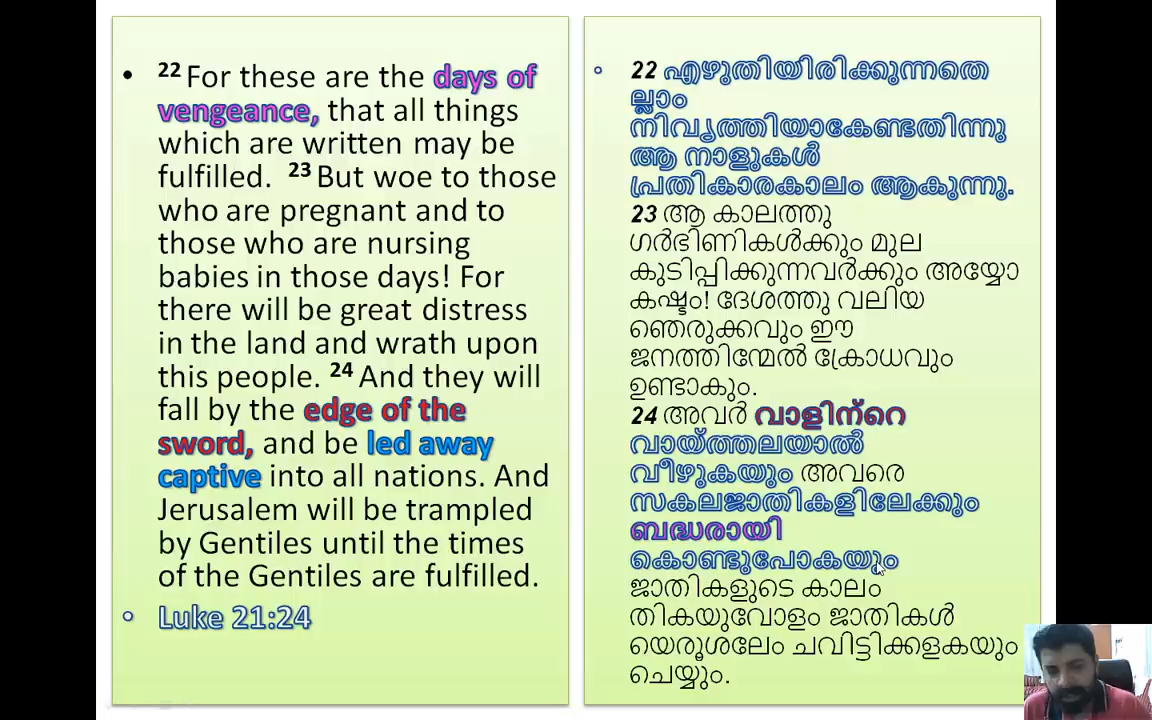 • 22 For these are the days of
vengeance, that all things
which are written may be
fulfilled. 23 But woe to those
who are pregnant and to
those who are nursing
babies in those days! For
there will be great distress
in the land and wrath upon
this people. 24 And they will
fall by the edge of the
sword, and be led away
captive into all nations. And
Jerusalem will be trampled
by Gentiles until the times
of the Gentiles are fulfilled.
• Luke 21:24
• 22 എഴുതിയിരിക്കുന്നതെ
ല്ലാം
നിവൃത്തിയാകേണ്ടതിന്നു
ആ നാളുകൾ
പ്രതികാരകാലം ആകുന്നു.
23 ആ കാലത്തു
ഗർഭിണികൾക്കും മുല
കുടിപ്പിക്കുന്നവർക്കും അയ്യോ
കഷ്ടം! ദേശത്തു വലിയ
ഞെരുക്കവും ഈ
ജനത്തിന്മേൽ ക്രോധവും
ഉണ്ടാകും.
24 അവർ വാളിന്റെ
വായ്ത്തലയാൽ
വീഴുകയും അവരെ
സകലജാതികളിലേക്കും
ബദ്ധരായി
കൊണ്ടുപോകയും
ജാതികളുടെ കാലം
തികയുവോളം ജാതികൾ
യെരൂശലേം ചവിട്ടിക്കളകയും
ചെയ്യും.